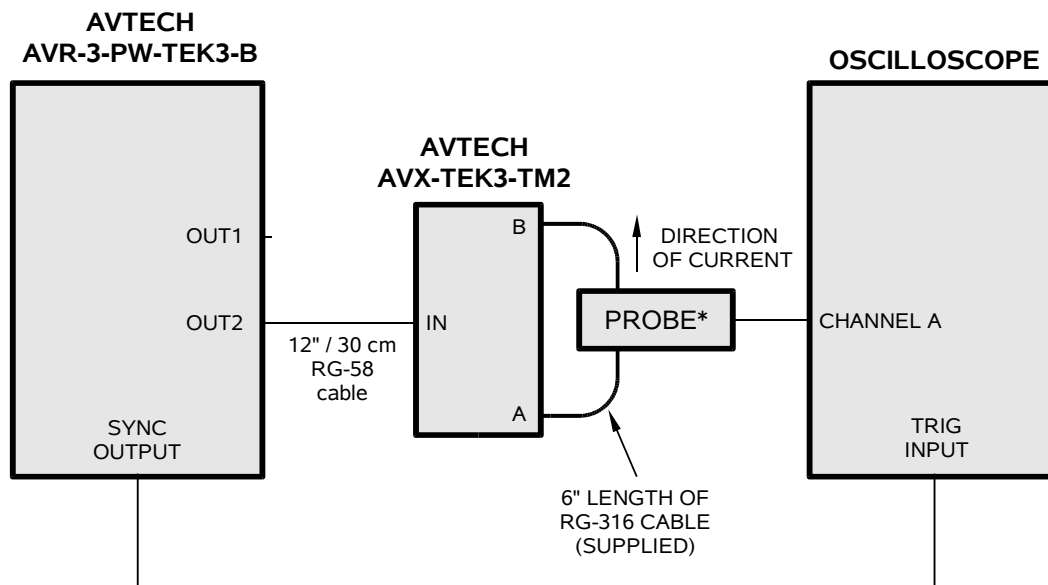 AVTECH
AVR-3-PW-TEK3-B
OUT1
OUT2
SYNC
OUTPUT
12" / 30 cm
RG-58
cable
AVTECH
AVX-TEK3-TM2
IN
B
A
DIRECTION
OF CURRENT
PROBE*
6" LENGTH OF
RG-316 CABLE
(SUPPLIED)
OSCILLOSCOPE
CHANNEL A
TRIG
INPUT